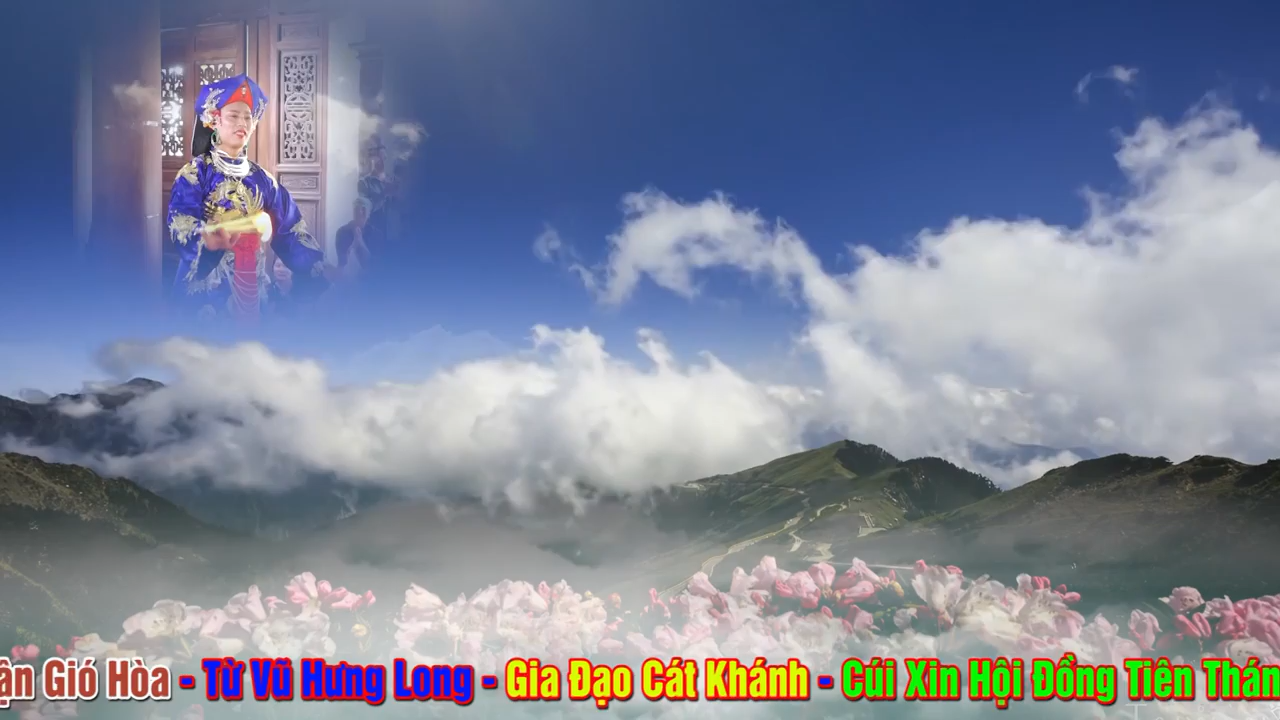 ận Gió Hòa - Từ Vũ Hưng Long - Gia Đạo Cát Khánh - Cúi Xin Hội Đồng Tiên Thán